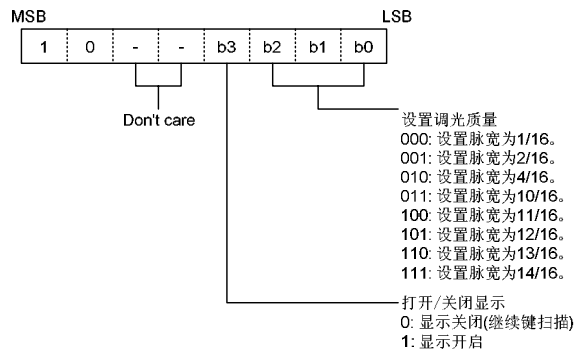 MSB LSB
1 0 - - b3 b2 b1 b0
Don't care
设置调光质量
000: 设置脉宽为1/16。
001: 设置脉宽为2/16。
010: 设置脉宽为4/16。
011: 设置脉宽为10/16。
100: 设置脉宽为11/16。
101: 设置脉宽为12/16。
110: 设置脉宽为13/16。
111: 设置脉宽为14/16。
打开/关闭显示
0: 显示关闭(继续键扫描)
1: 显示开启